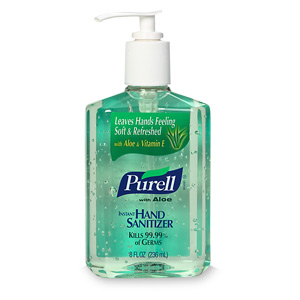 Leaves Hands Feeling
Soft & Refreshed
with Aloe & Vitamin E
Purell
with Aloe
INSTANT HAND
SANITIZER
KILLS 99.99%
of GERMS
8 FL OZ (236 mL)